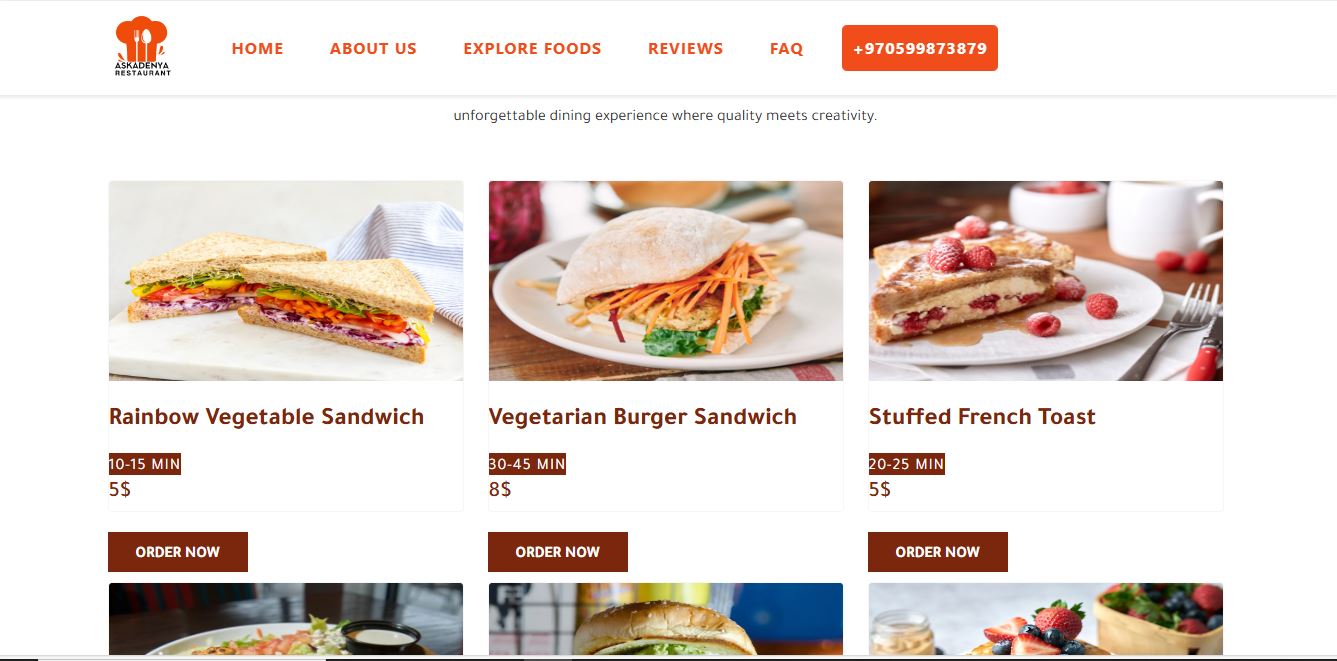 ASKADENYA
RESTAURANT
HOME
ABOUT US
EXPLORE FOODS
REVIEWS
FAQ
+970599873879
unforgettable dining experience where quality meets creativity.
Rainbow Vegetable Sandwich
10-15 MIN
5$
ORDER NOW
Vegetarian Burger Sandwich
30-45 MIN
8$
ORDER NOW
Stuffed French Toast
20-25 MIN
5$
ORDER NOW